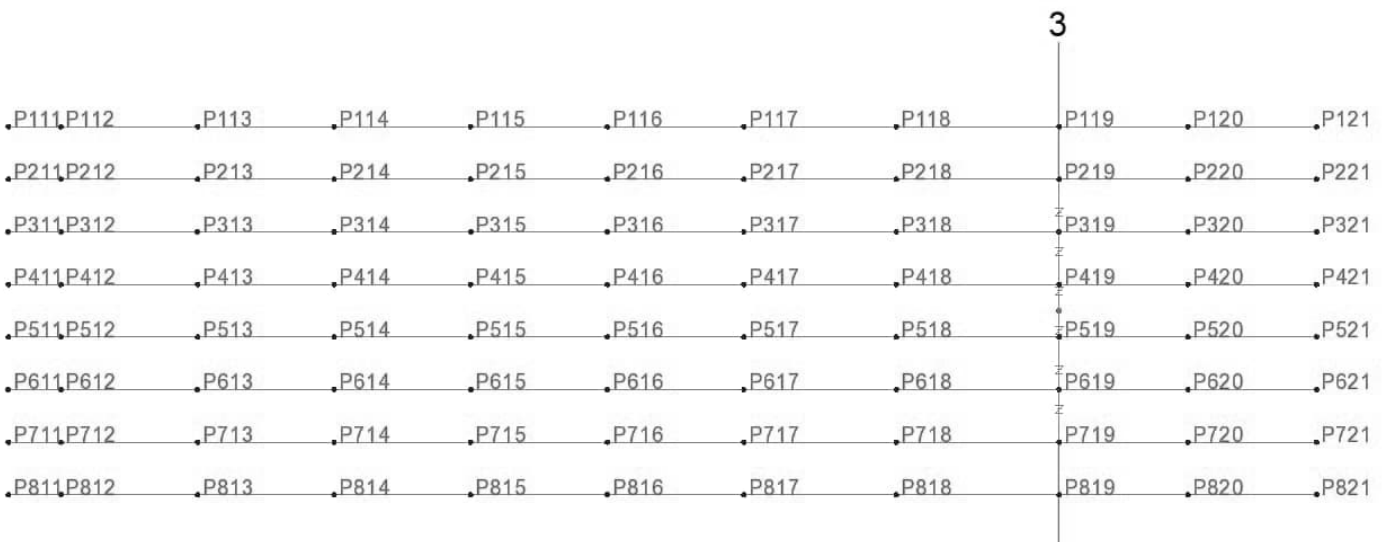 3
P111 P112 P113 P114 P115 P116 P117 P118 P119 P120 P121
P211 P212 P213 P214 P215 P216 P217 P218 P219 P220 P221
Z
P311 P312 P313 P314 P315 P316 P317 P318 P319 P320 P321
Z
P411 P412 P413 P414 P415 P416 P417 P418 P419 P420 P421
Z
Z
P511 P512 P513 P514 P515 P516 P517 P518 P519 P520 P521
Z
P611 P612 P613 P614 P615 P616 P617 P618 P619 P620 P621
Z
P711 P712 P713 P714 P715 P716 P717 P718 P719 P720 P721
P811 P812 P813 P814 P815 P816 P817 P818 P819 P820 P821